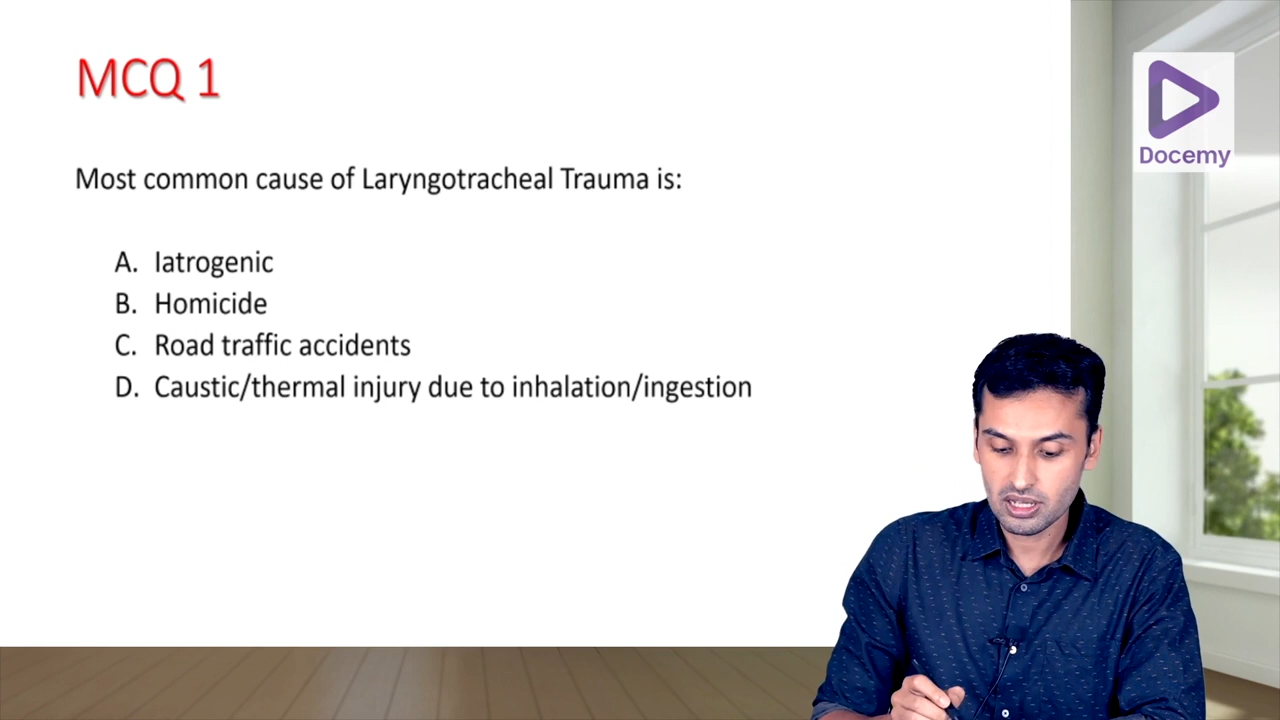 MCQ 1
Most common cause of Laryngotracheal Trauma is:
A. Iatrogenic
B. Homicide
C. Road traffic accidents
D. Caustic/thermal injury due to inhalation/ingestion
Docemy